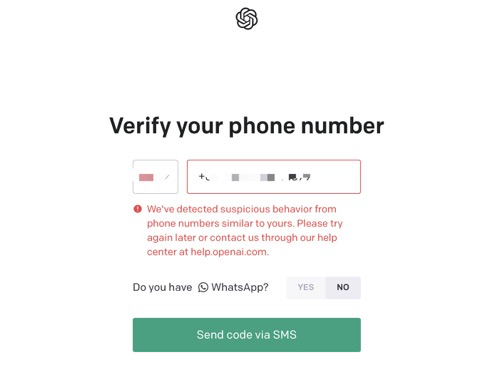 Verify your phone number
We've detected suspicious behavior from
phone numbers similar to yours. Please try
again later or contact us through our help
center at help.openai.com.
Do you have WhatsApp? YES NO
Send code via SMS